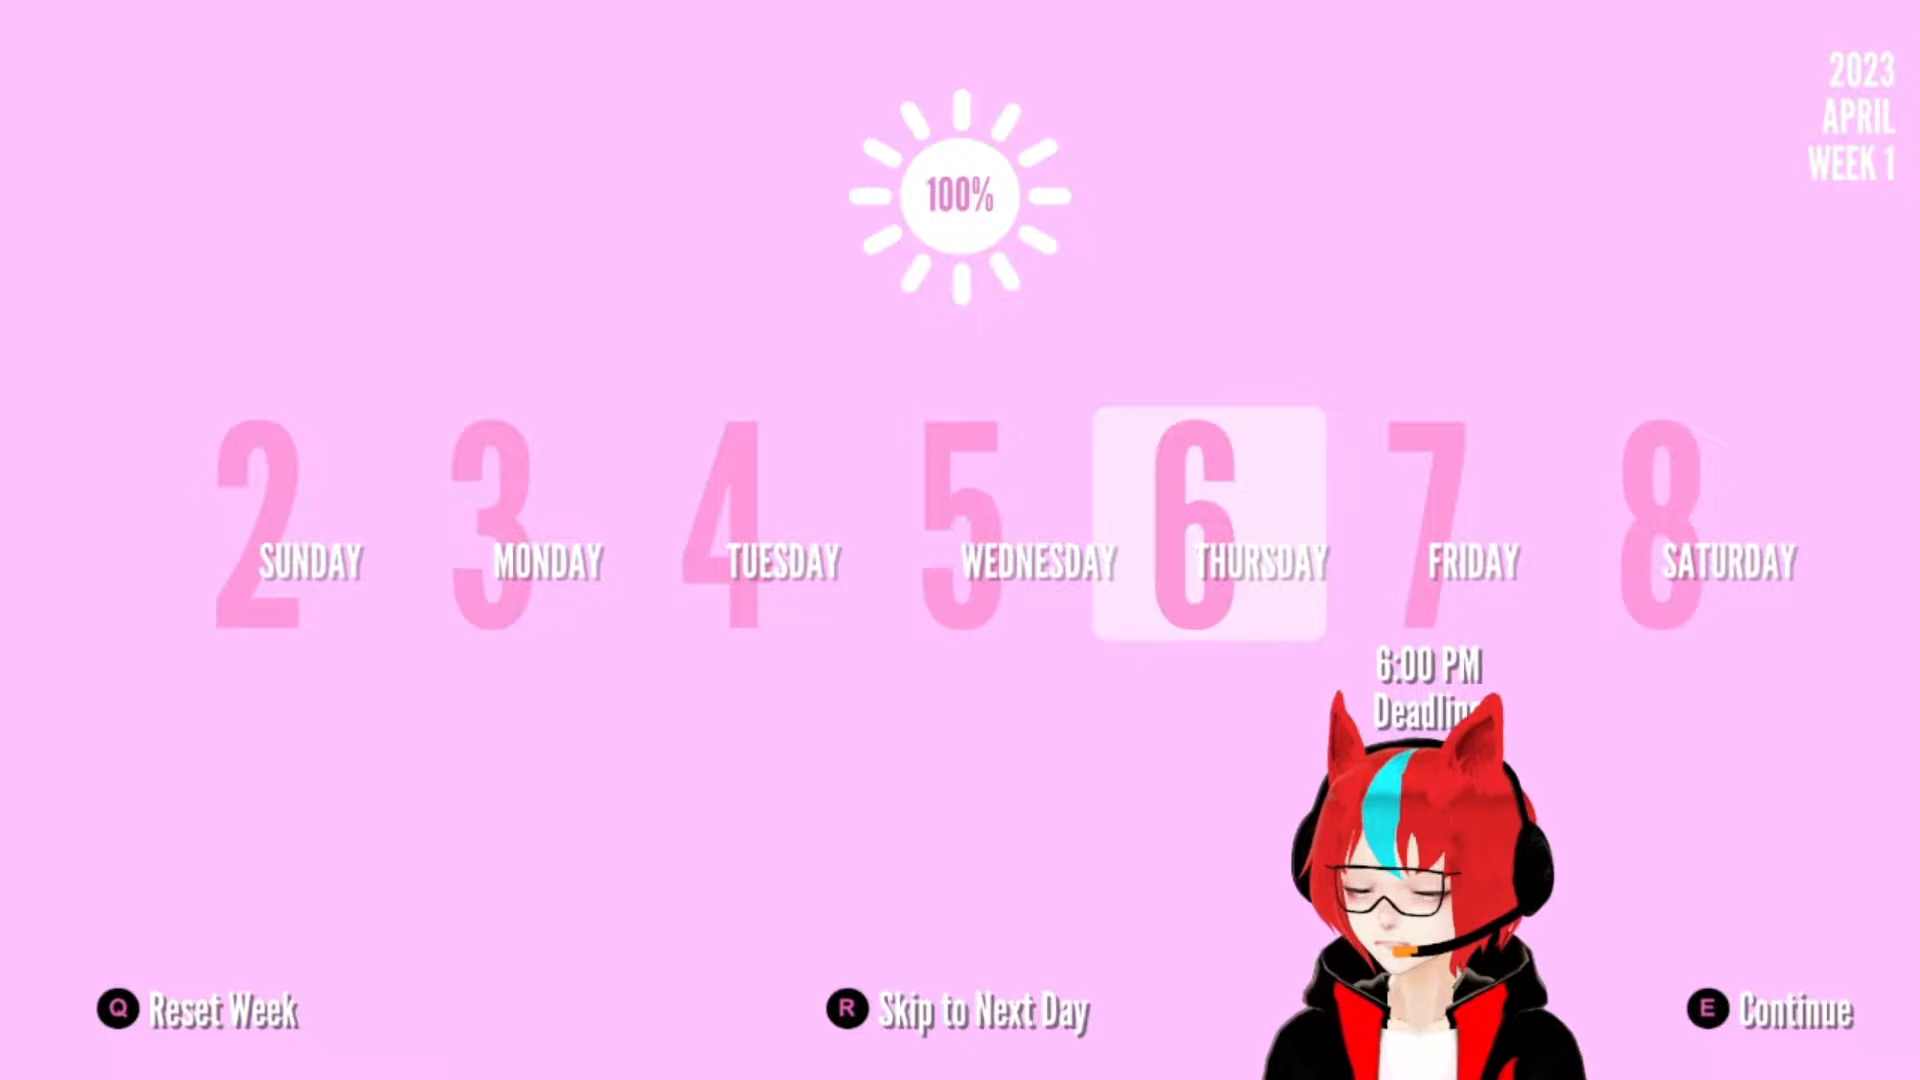 2023
APRIL
WEEK 1
100%
2 SUNDAY
3 MONDAY
4 TUESDAY
5 WEDNESDAY
6 THURSDAY
7 FRIDAY
8 SATURDAY
6:00 PM
Deadline
Q Reset Week
R Skip to Next Day
E Continue